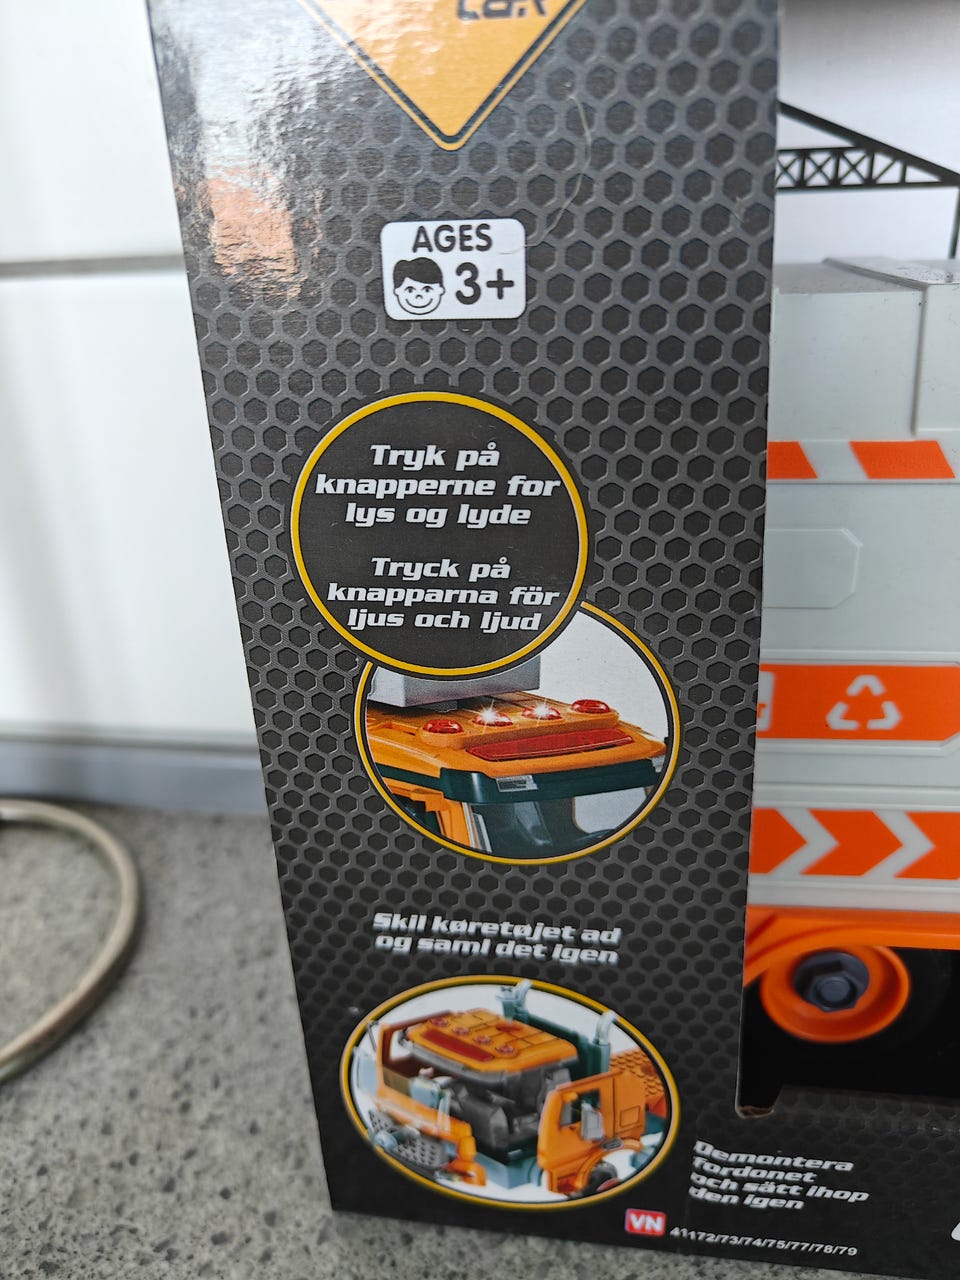 AGES
3+
Tryk på
knapperne for
lys og lyde
Tryck på
knapparna för
ljus och ljud
Skil køretøjet ad
og saml det igen
Demontera
fordonet
och sätt ihop
den igen
VN 41172/73/74/75/77/78/79